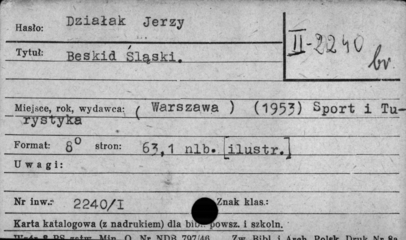 Hasło: Działak Jerzy
II-2240
br.
Tytuł: Beskid Śląski.
Miejsce, rok, wydawca: ( Warszawa ) (1953) Sport i Tu-
rystyka
Format: 8° stron: 63,1 nlb. [ilustr.]
Uwagi:
Nr inw.: 2240/I Znak klas.:
Karta katalogowa (z nadrukiem) dla bibl. powsz. i szkoln.